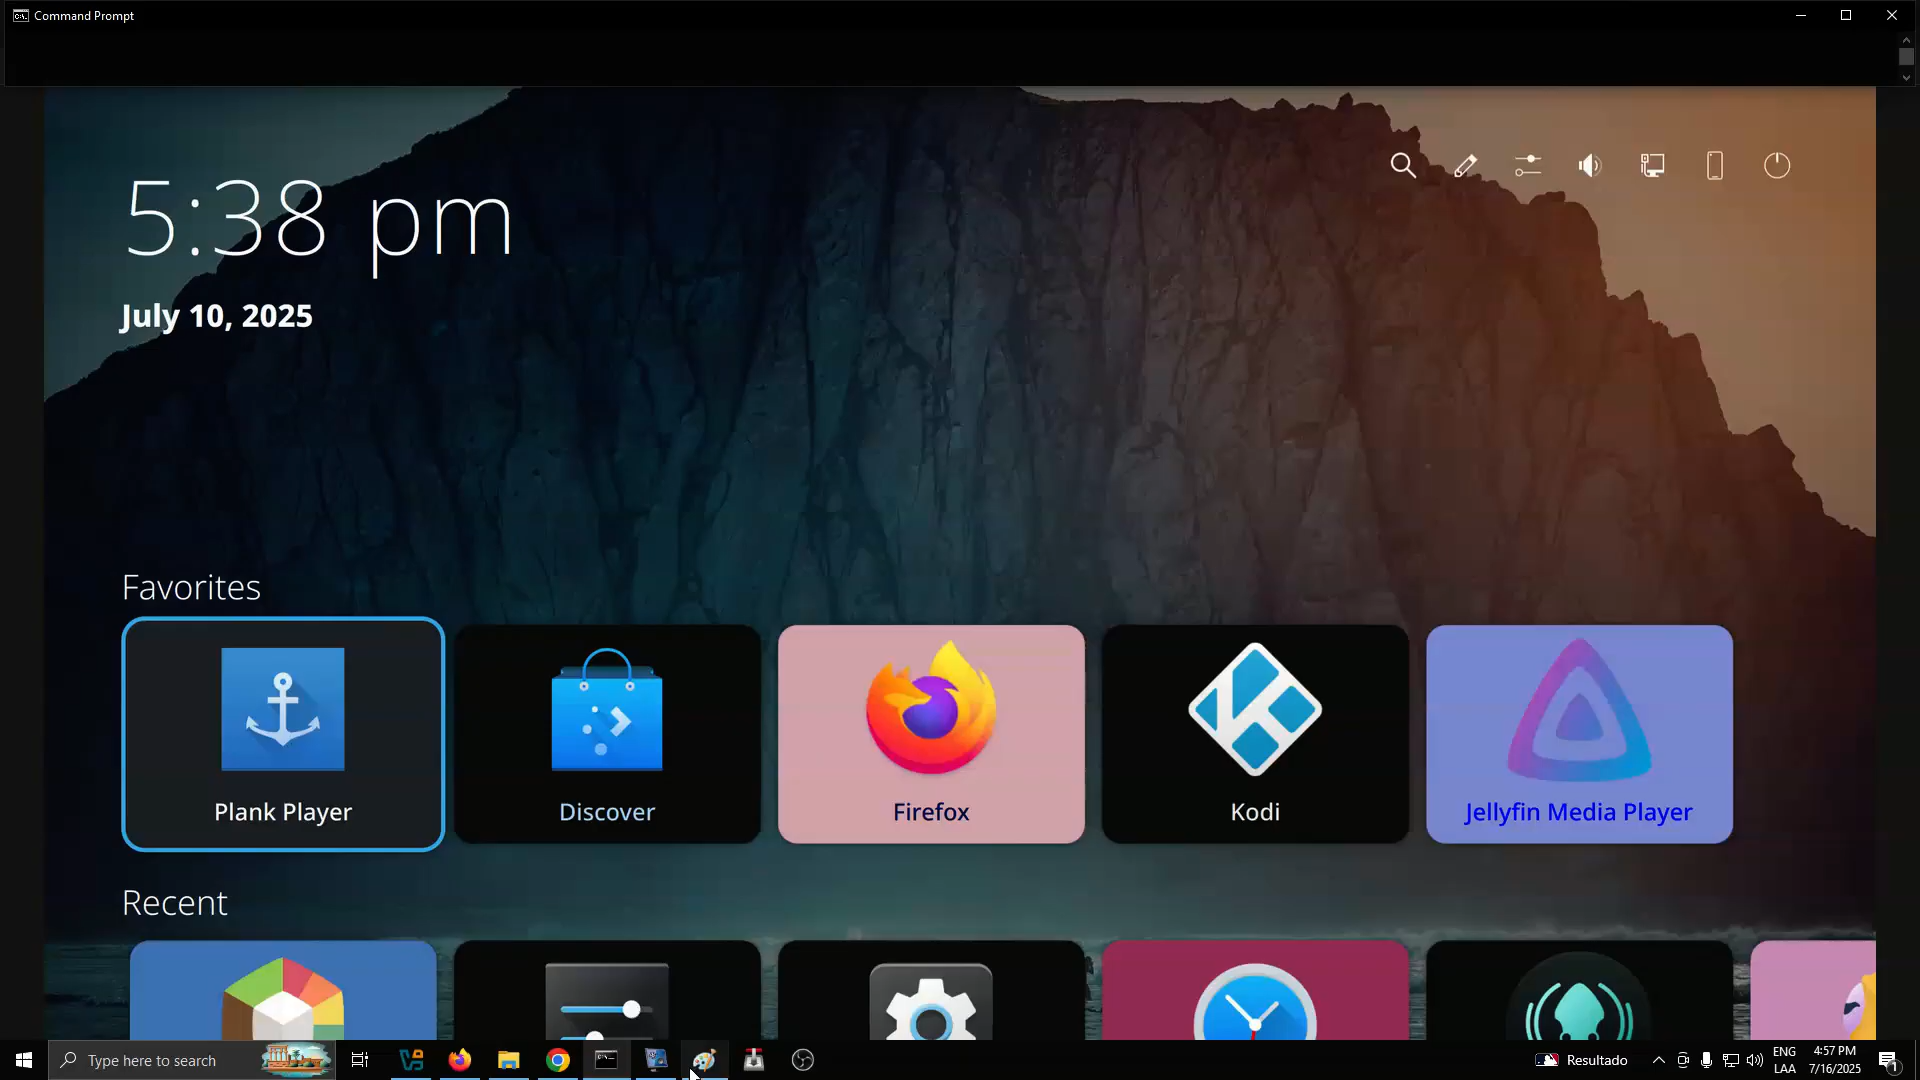 Command Prompt
5:38 pm
July 10, 2025
Favorites
Plank Player
Discover
Firefox
Kodi
Jellyfin Media Player
Recent
Type here to search
Resultado
ENG
LAA
4:57 PM
7/16/2025
1